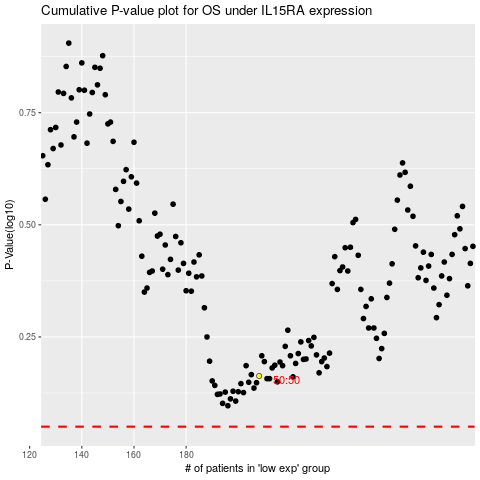 Cumulative P-value plot for OS under IL15RA expression
P-Value(log10)
0.75
0.50
0.25
50:50
120 140 160 180
# of patients in 'low exp' group